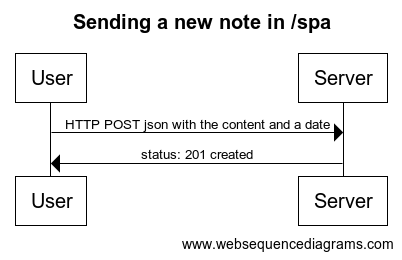 Sending a new note in /spa
User
Server
HTTP POST json with the content and a date
status: 201 created
User
Server
www.websequencediagrams.com